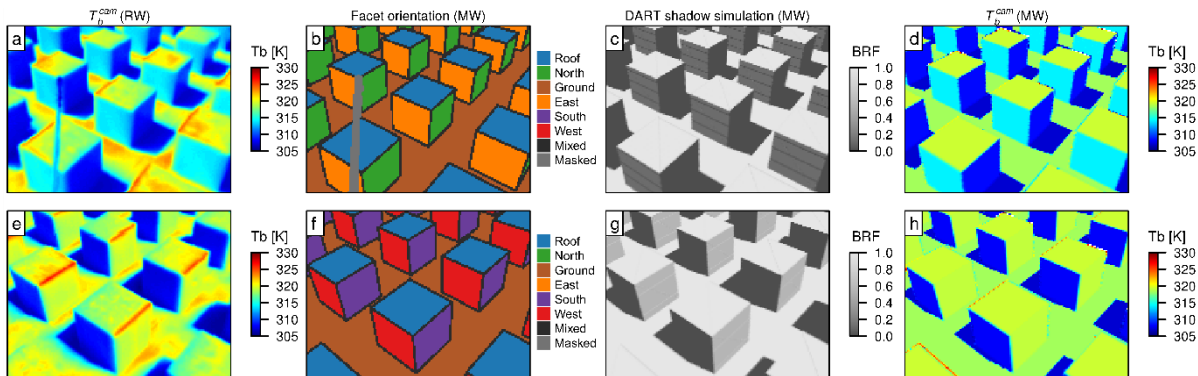 T_b^cam (RW)
Facet orientation (MW)
DART shadow simulation (MW)
T_b^cam (MW)
a
Tb [K]
330
325
320
315
310
305
b
Roof
North
Ground
East
South
West
Mixed
Masked
c
BRF
1.0
0.8
0.6
0.4
0.2
0.0
d
Tb [K]
330
325
320
315
310
305
e
Tb [K]
330
325
320
315
310
305
f
Roof
North
Ground
East
South
West
Mixed
Masked
g
BRF
1.0
0.8
0.6
0.4
0.2
0.0
h
Tb [K]
330
325
320
315
310
305